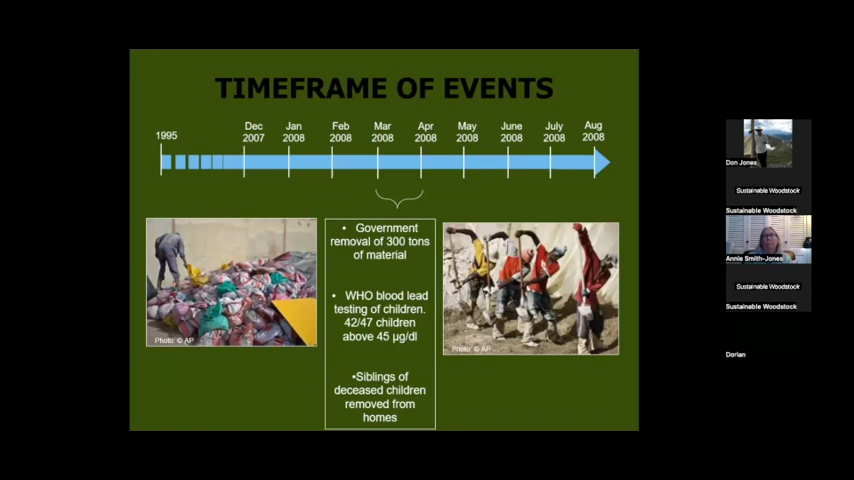 TIMEFRAME OF EVENTS
1995
Dec
2007
Jan
2008
Feb
2008
Mar
2008
Apr
2008
May
2008
June
2008
July
2008
Aug
2008
• Government
removal of 300 tons
of material
• WHO blood lead
testing of children.
42/47 children
above 45 µg/dl
•Siblings of
deceased children
removed from
homes
Photo: © AP
Photo: © AP
Don Jones
Sustainable Woodstock
Sustainable Woodstock
Annie Smith-Jones
Sustainable Woodstock
Sustainable Woodstock
Dorian